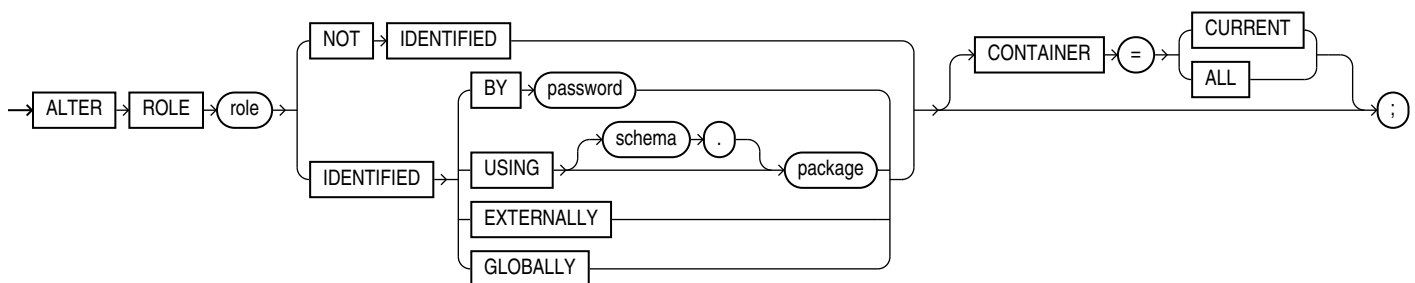 ALTER ROLE role
NOT IDENTIFIED
IDENTIFIED
BY password
USING schema . package
EXTERNALLY
GLOBALLY
CONTAINER =
CURRENT
ALL
;